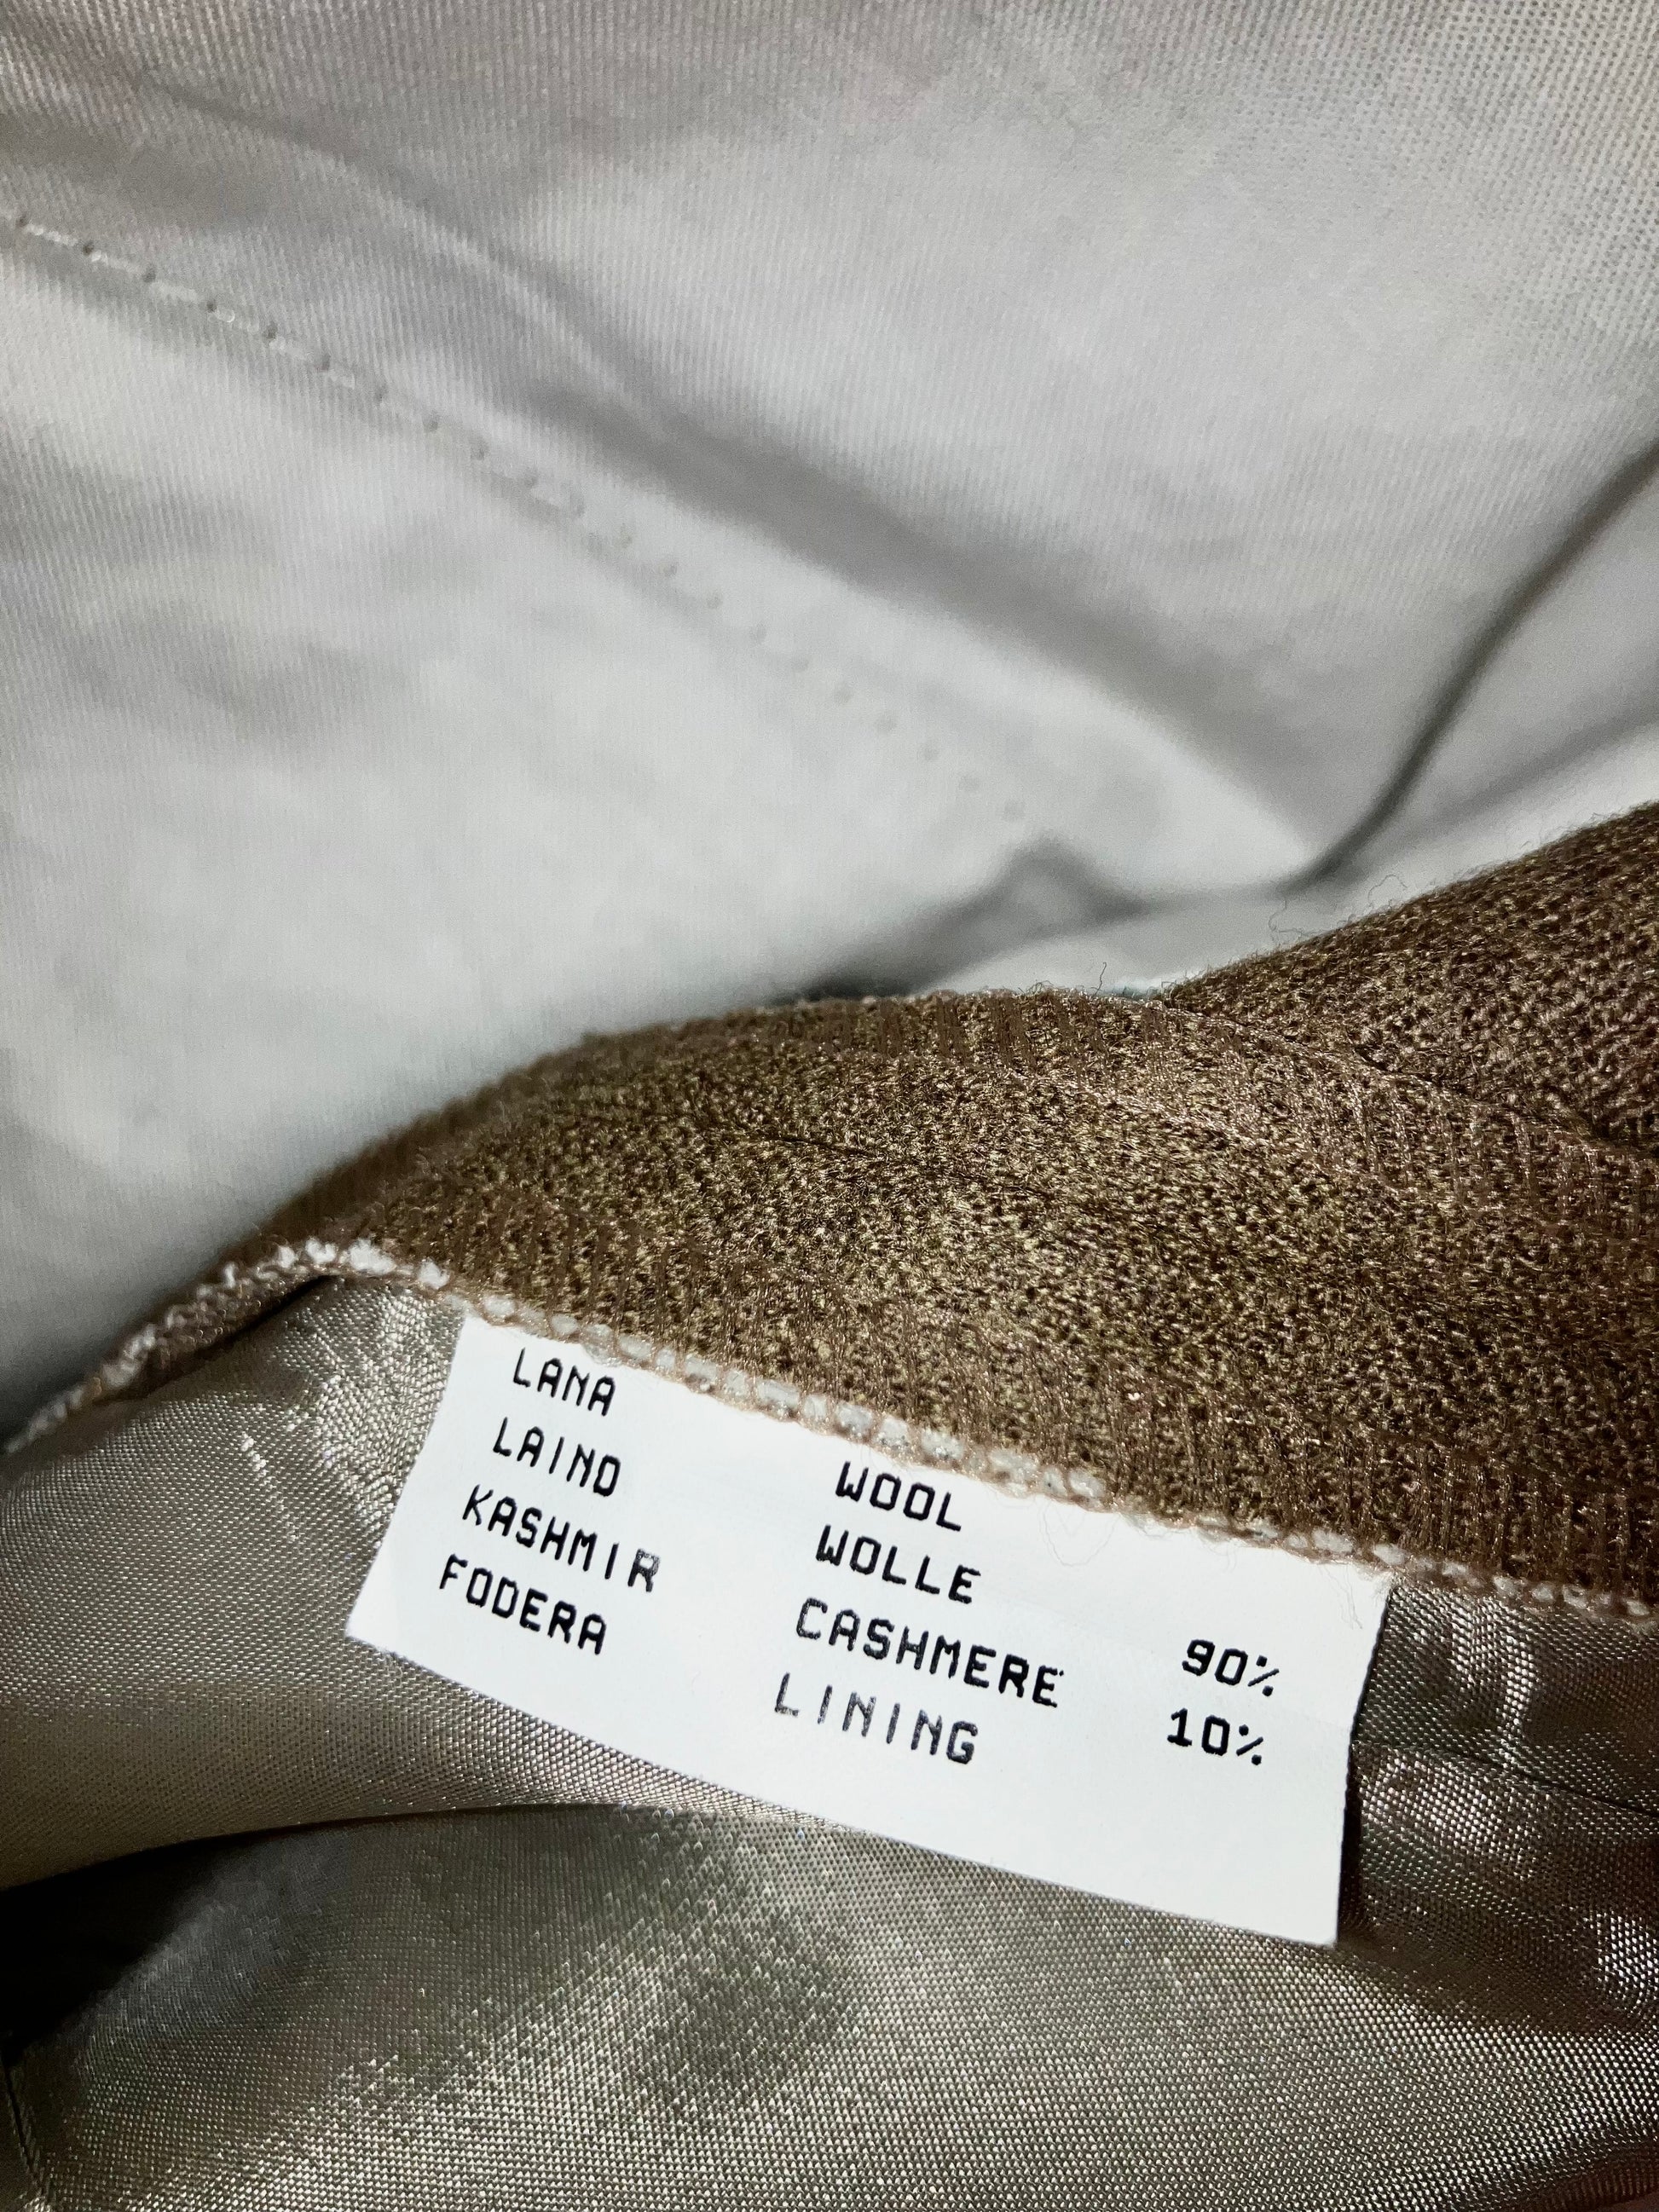 LANA WOOL
LAINO WOLLE 90%
KASHMIR CASHMERE 10%
FODERA LINING